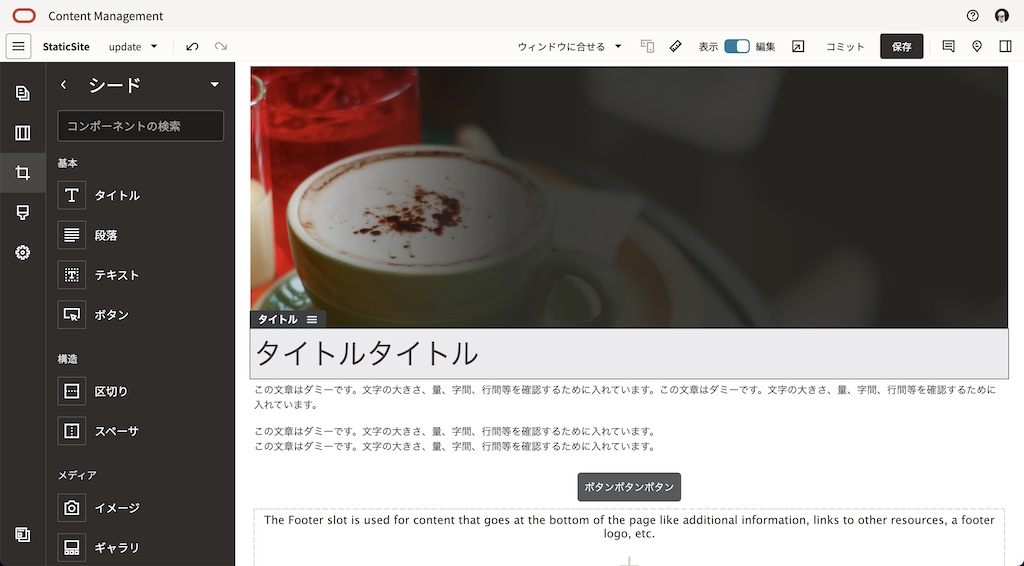 Content Management
StaticSite
update
ウィンドウに合せる
表示
編集
コミット
保存
シード
コンポーネントの検索
基本
タイトル
段落
テキスト
ボタン
構造
区切り
スペーサ
メディア
イメージ
ギャラリ
タイトル
タイトルタイトル
この文章はダミーです。文字の大きさ、量、字間、行間等を確認するために入れています。この文章はダミーです。文字の大きさ、量、字間、行間等を確認するために
入れています。
この文章はダミーです。文字の大きさ、量、字間、行間等を確認するために入れています。
この文章はダミーです。文字の大きさ、量、字間、行間等を確認するために入れています。
ボタンボタンボタン
The Footer slot is used for content that goes at the bottom of the page like additional information, links to other resources, a footer
logo, etc.